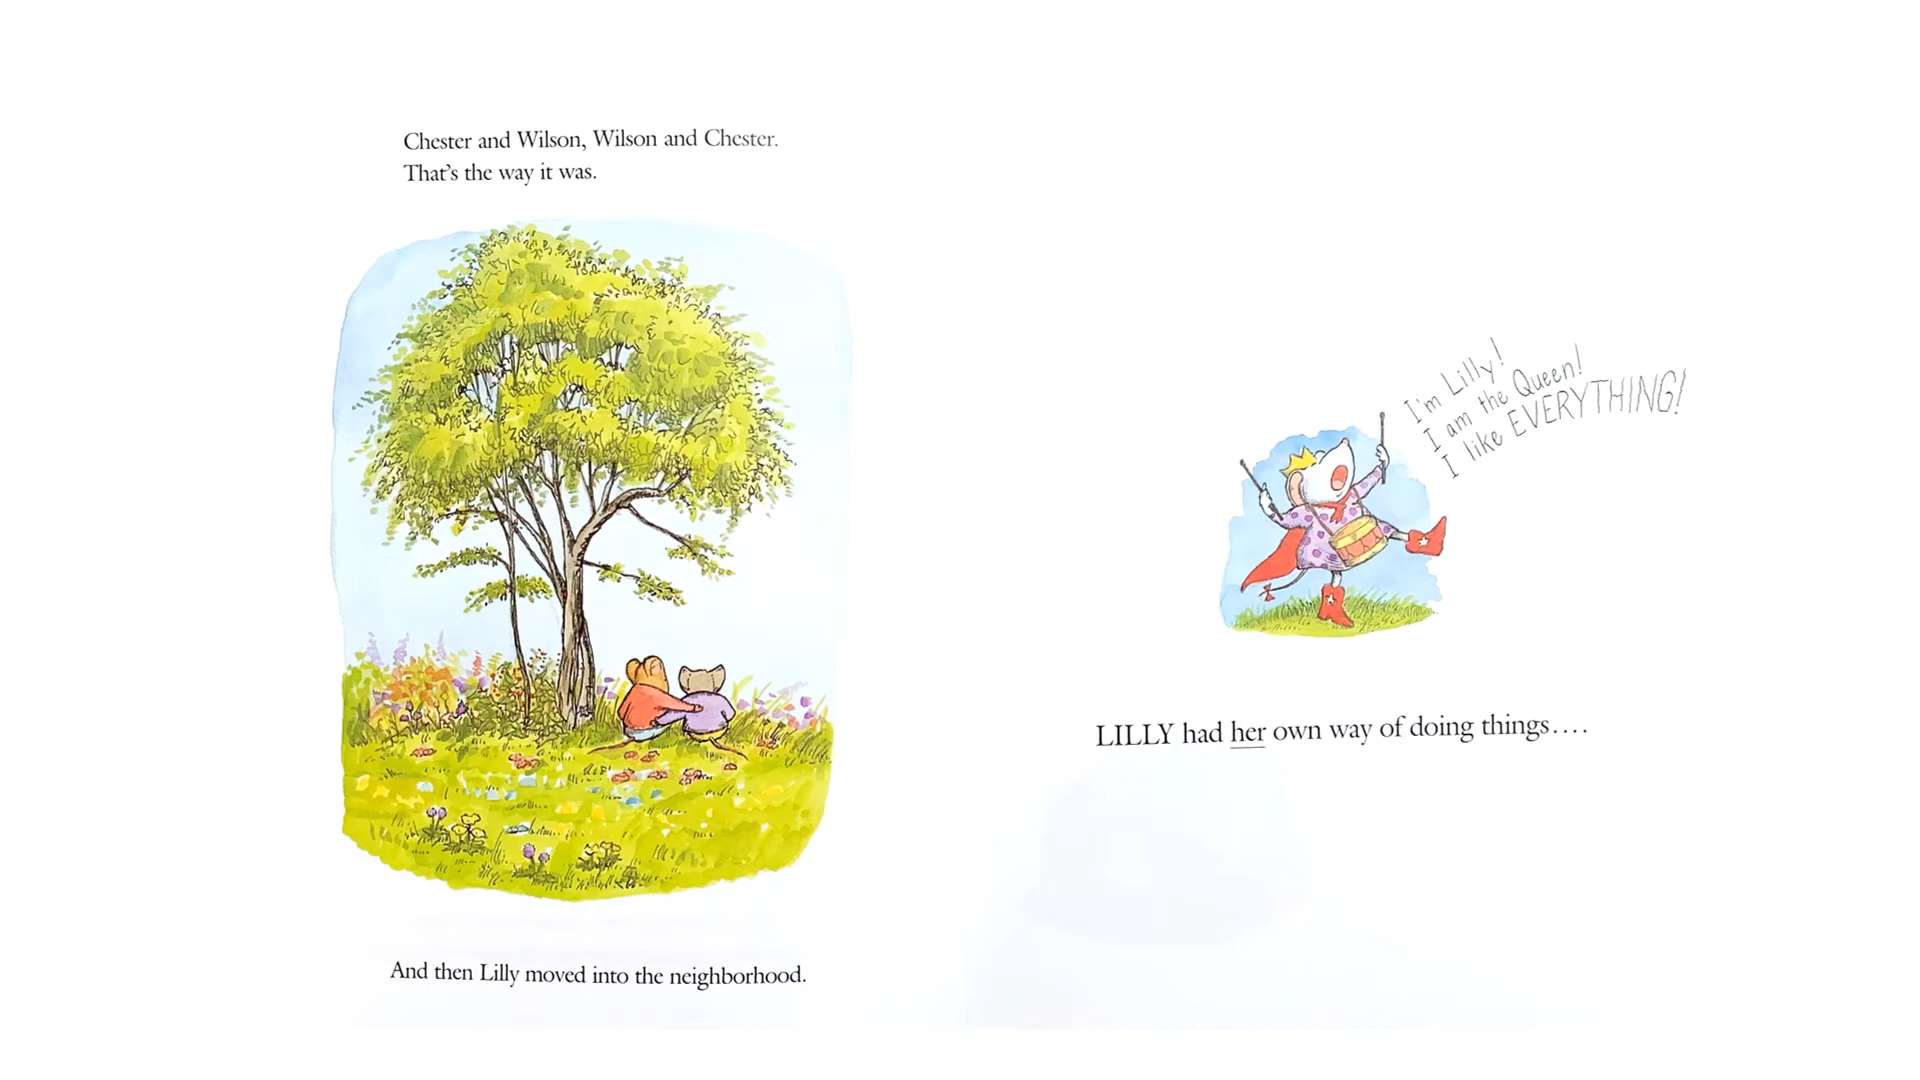 Chester and Wilson, Wilson and Chester.
That's the way it was.
And then Lilly moved into the neighborhood.
I'm Lilly!
I am the Queen!
I like EVERYTHING!
LILLY had her own way of doing things....